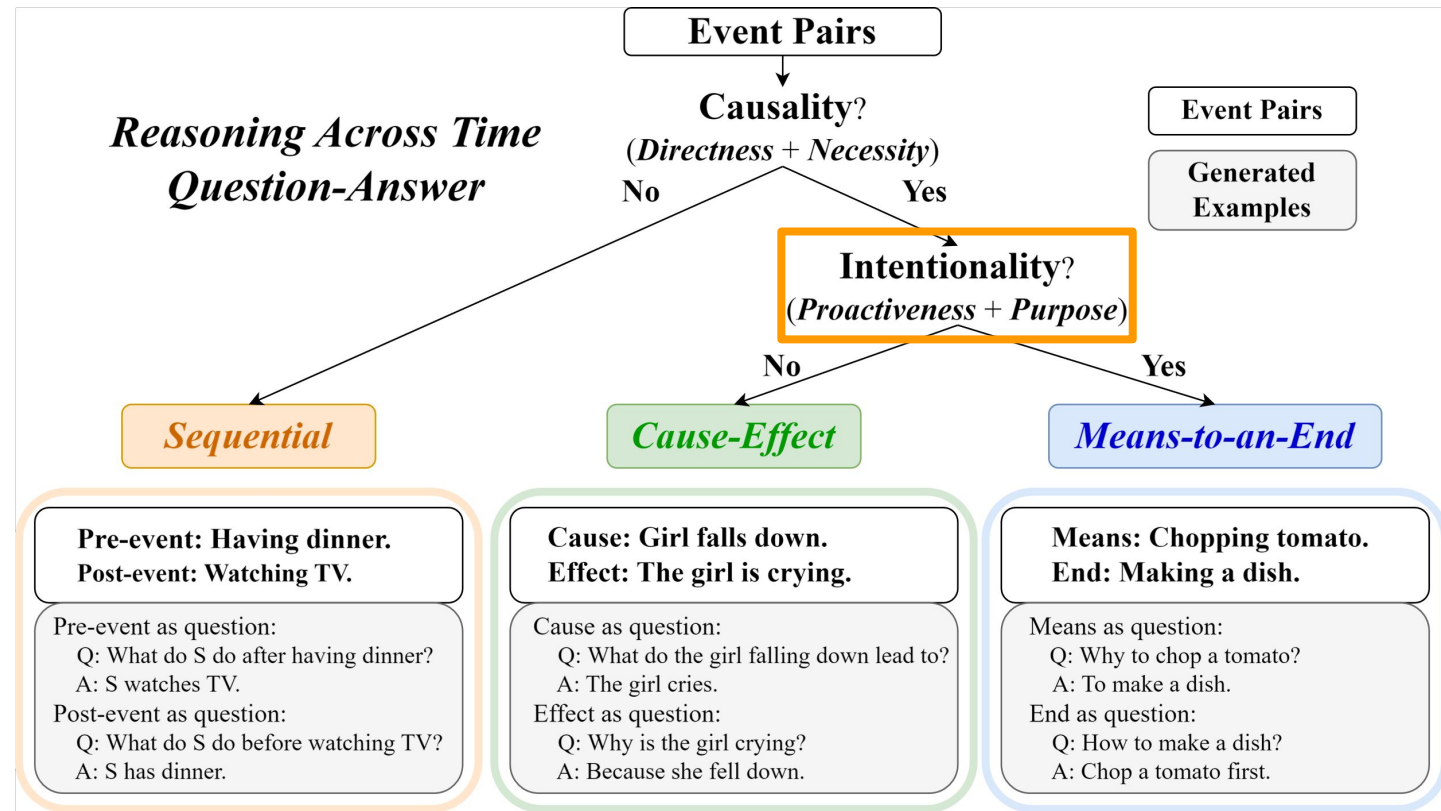 Event Pairs
Causality?
(Directness + Necessity)
Reasoning Across Time
Question-Answer
Event Pairs
Generated
Examples
No
Yes
Intentionality?
(Proactiveness + Purpose)
No
Yes
Sequential
Cause-Effect
Means-to-an-End
Pre-event: Having dinner.
Post-event: Watching TV.
Pre-event as question:
Q: What do S do after having dinner?
A: S watches TV.
Post-event as question:
Q: What do S do before watching TV?
A: S has dinner.
Cause: Girl falls down.
Effect: The girl is crying.
Cause as question:
Q: What do the girl falling down lead to?
A: The girl cries.
Effect as question:
Q: Why is the girl crying?
A: Because she fell down.
Means: Chopping tomato.
End: Making a dish.
Means as question:
Q: Why to chop a tomato?
A: To make a dish.
End as question:
Q: How to make a dish?
A: Chop a tomato first.